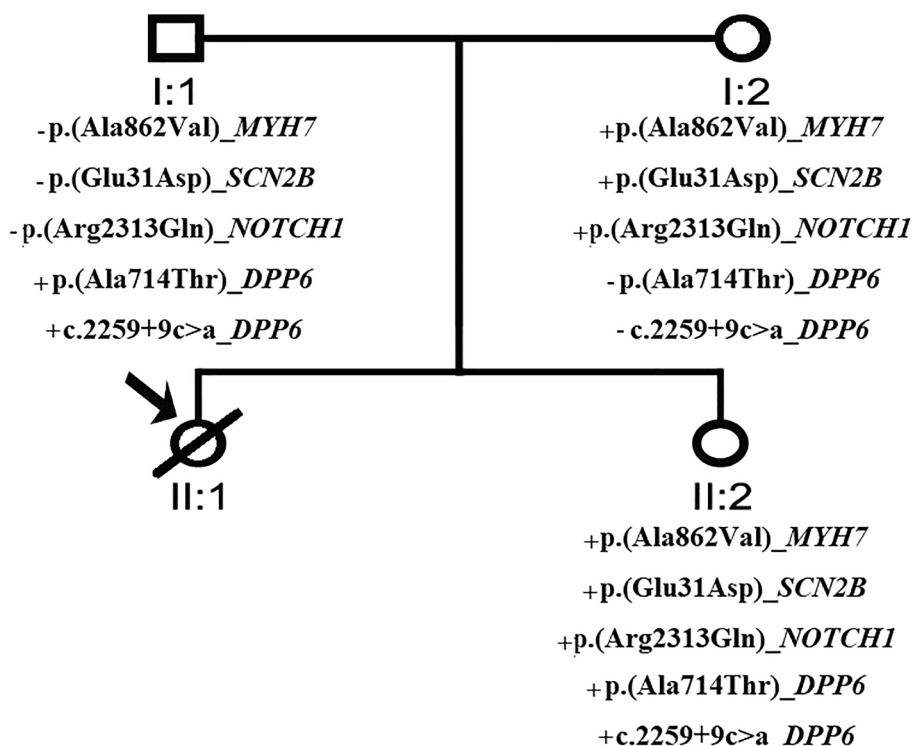 I:1
-p.(Ala862Val)_MYH7
-p.(Glu31Asp)_SCN2B
-p.(Arg2313Gln)_NOTCH1
+p.(Ala714Thr)_DPP6
+c.2259+9c>a_DPP6
I:2
+p.(Ala862Val)_MYH7
+p.(Glu31Asp)_SCN2B
+p.(Arg2313Gln)_NOTCH1
-p.(Ala714Thr)_DPP6
-c.2259+9c>a_DPP6
II:1
II:2
+p.(Ala862Val)_MYH7
+p.(Glu31Asp)_SCN2B
+p.(Arg2313Gln)_NOTCH1
+p.(Ala714Thr)_DPP6
+c.2259+9c>a_DPP6